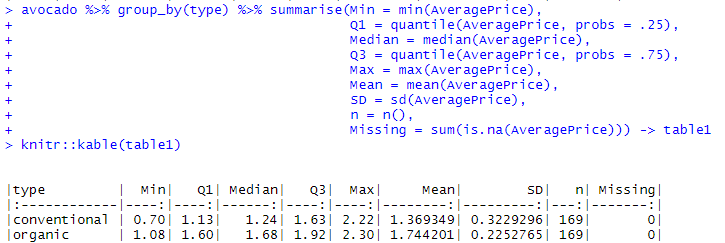 > avocado %>% group_by(type) %>% summarise(Min = min(AveragePrice),
+                                          Q1 = quantile(AveragePrice, probs = .25),
+                                          Median = median(AveragePrice),
+                                          Q3 = quantile(AveragePrice, probs = .75),
+                                          Max = max(AveragePrice),
+                                          Mean = mean(AveragePrice),
+                                          SD = sd(AveragePrice),
+                                          n = n(),
+                                          Missing = sum(is.na(AveragePrice))) -> table1
> knitr::kable(table1)
|type         |  Min|   Q1| Median|   Q3|  Max|     Mean|        SD|   n| Missing|
|:------------|----:|----:|------:|----:|----:|--------:|---------:|---:|-------:|
|conventional | 0.70| 1.13|   1.24| 1.63| 2.22| 1.369349| 0.3229296| 169|       0|
|organic      | 1.08| 1.60|   1.68| 1.92| 2.30| 1.744201| 0.2252765| 169|       0|